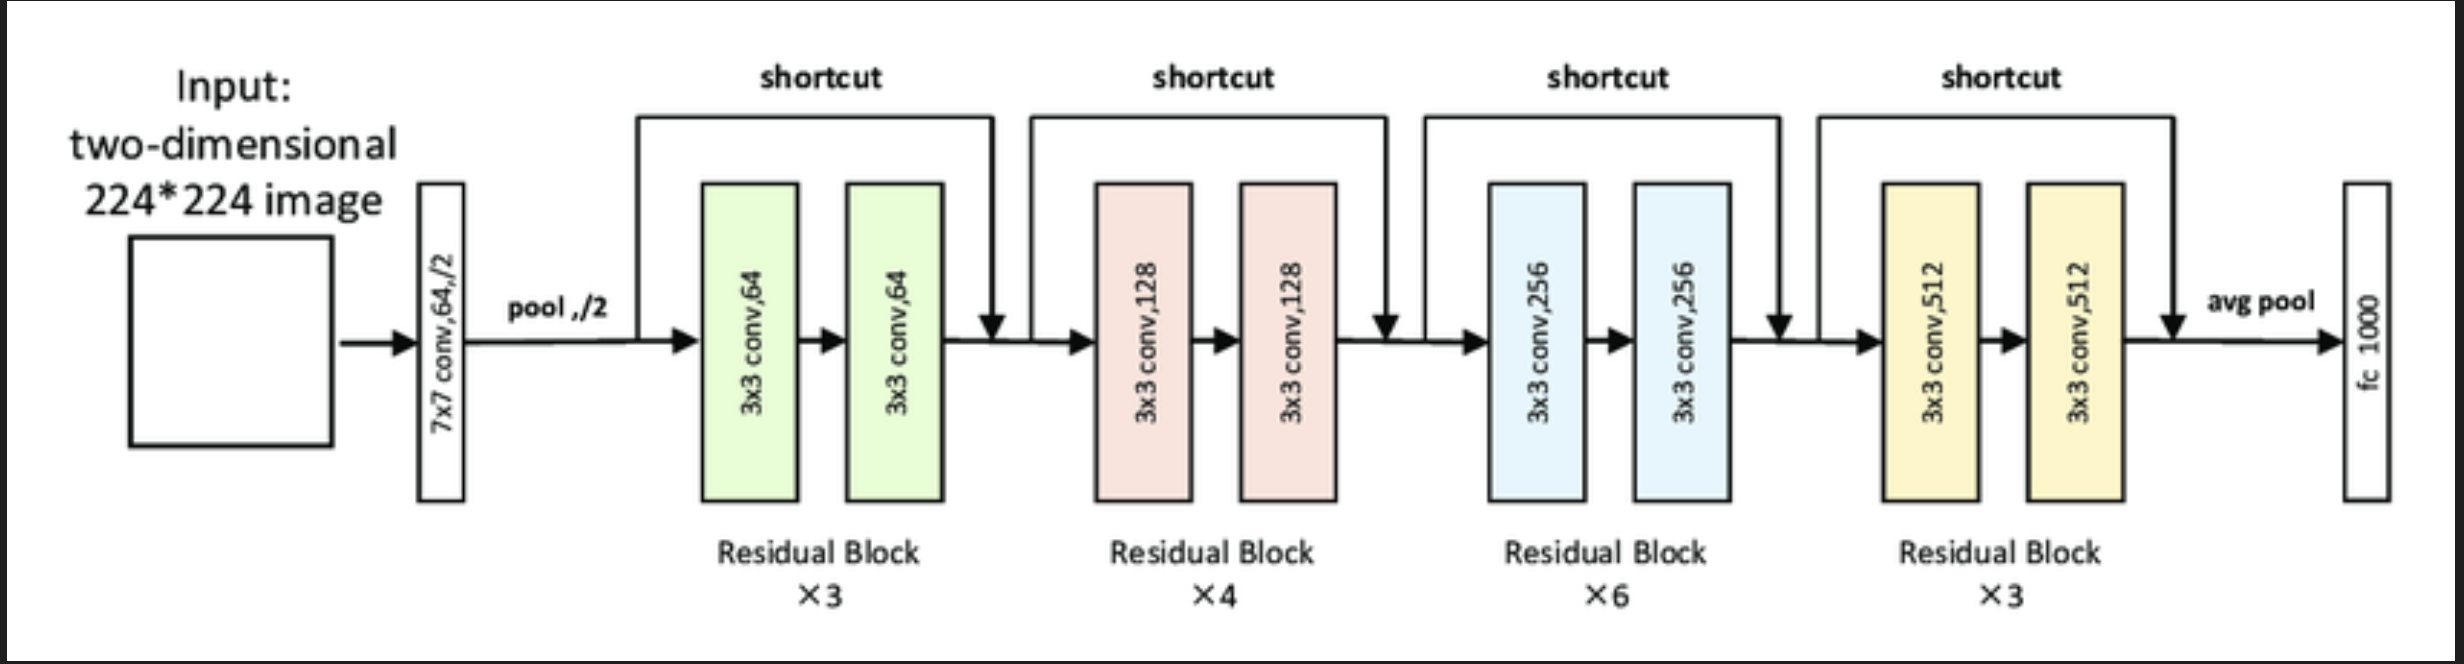 Input:
two-dimensional
224*224 image
7x7 conv,64,/2
pool ,/2
shortcut
3x3 conv,64
3x3 conv,64
Residual Block
×3
shortcut
3x3 conv,128
3x3 conv,128
Residual Block
×4
shortcut
3x3 conv,256
3x3 conv,256
Residual Block
×6
shortcut
3x3 conv,512
3x3 conv,512
Residual Block
×3
avg pool
fc 1000